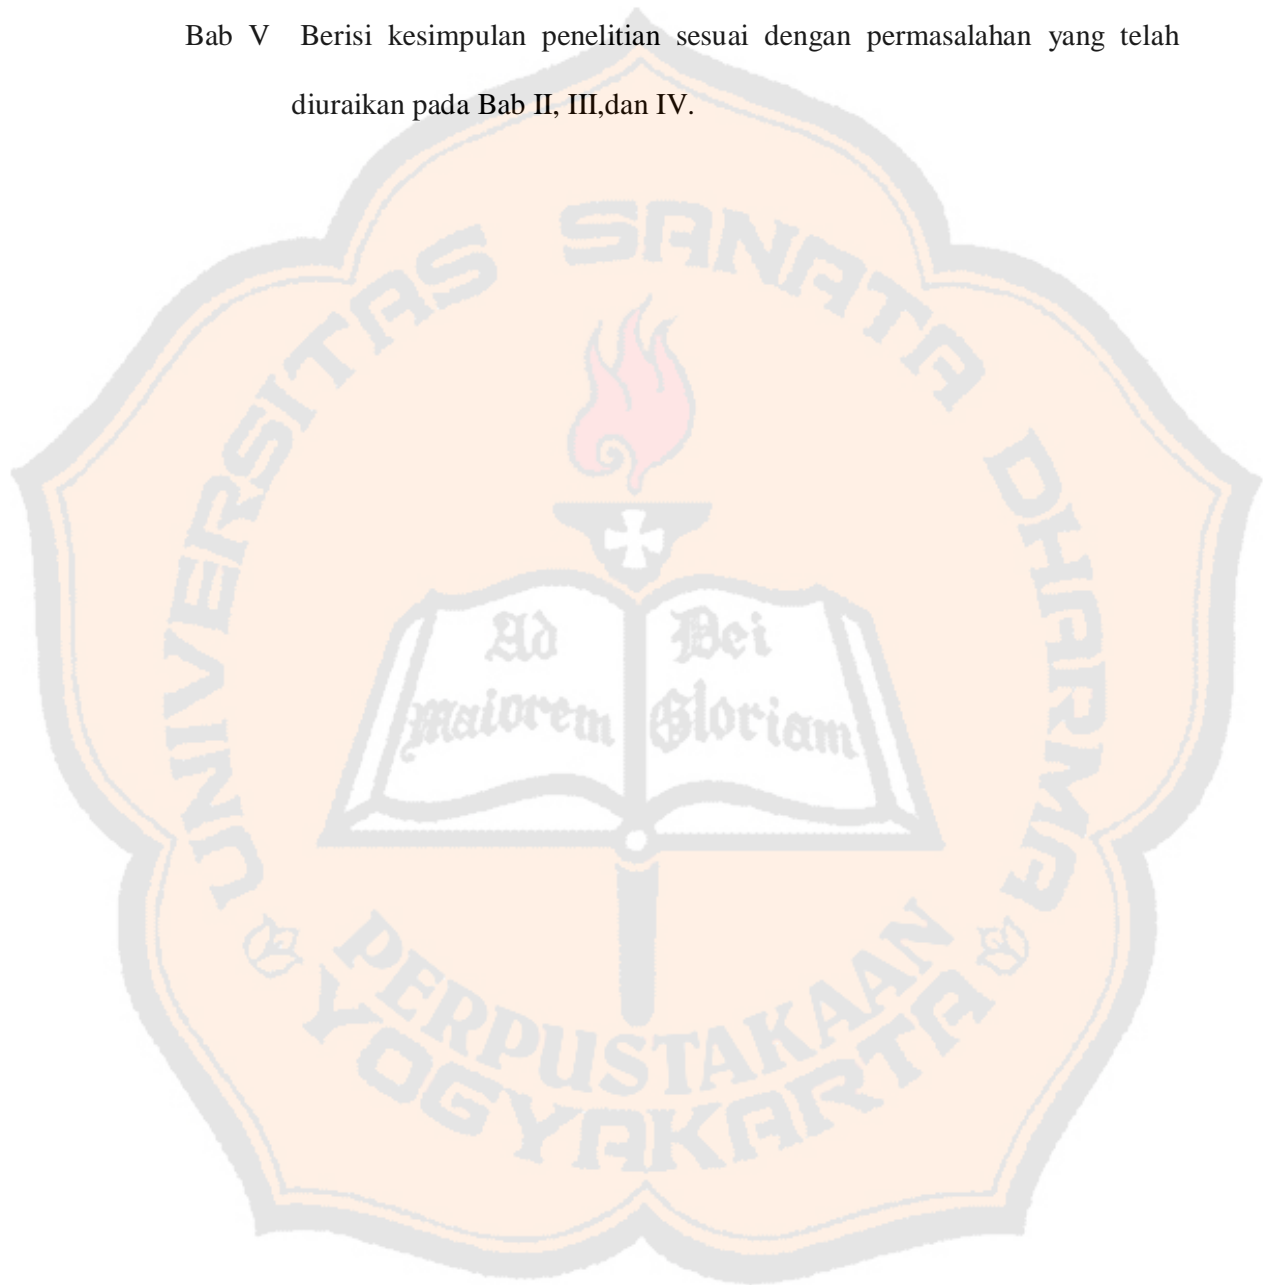 Bab V Berisi kesimpulan penelitian sesuai dengan permasalahan yang telah
diuraikan pada Bab II, III,dan IV.
UNIVERSITAS SANATA DHARMA
Ad
maiorem
Dei
Gloriam
PERPUSTAKAAN
YOGYAKARTA